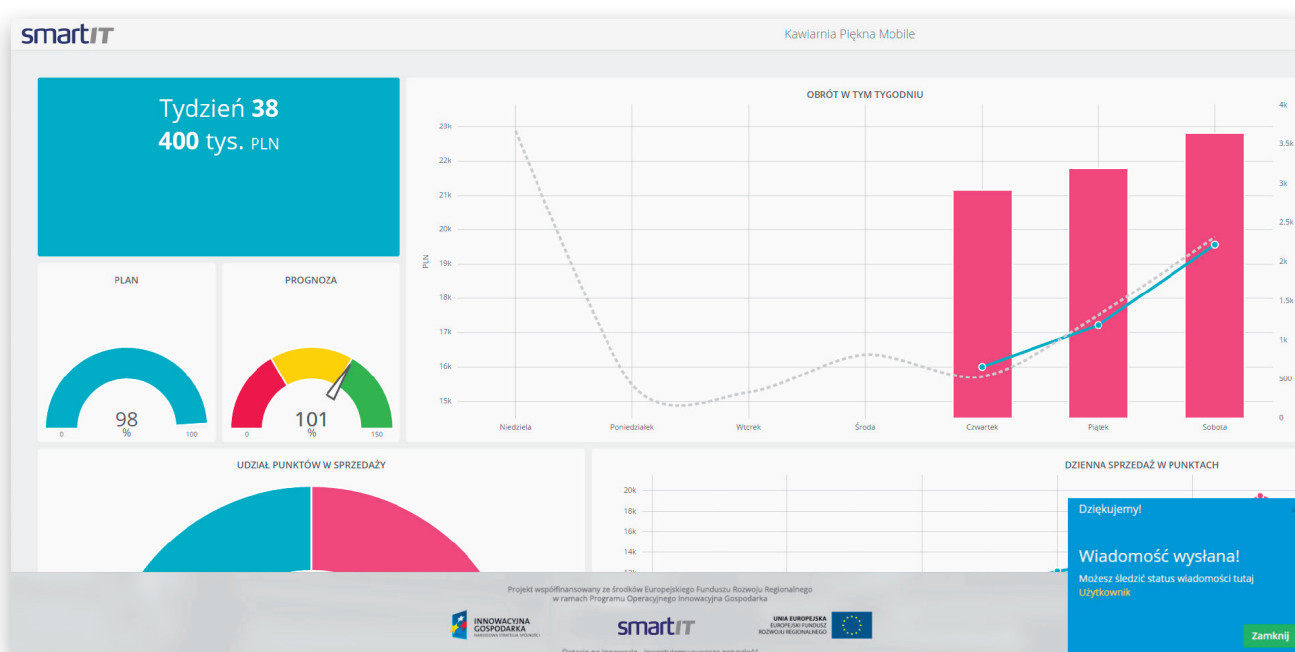 smartIT
Kawiarnia Piękna Mobile
Tydzień 38
400 tys. PLN
OBRÓT W TYM TYGODNIU
PLN
23k
22k
21k
20k
19k
18k
17k
16k
15k
4k
3.5k
3k
2.5k
2k
1.5k
1k
500
0
Niedziela
Poniedziałek
Wtorek
Środa
Czwartek
Piątek
Sobota
PLAN
98
%
0
100
PROGNOZA
101
%
0
150
UDZIAŁ PUNKTÓW W SPRZEDAŻY
DZIENNA SPRZEDAŻ W PUNKTACH
20k
18k
16k
14k
12k
Dziękujemy!
Wiadomość wysłana!
Możesz śledzić status wiadomości tutaj
Użytkownik
Zamknij
Projekt współfinansowany ze środków Europejskiego Funduszu Rozwoju Regionalnego
w ramach Programu Operacyjnego Innowacyjna Gospodarka
INNOWACYJNA
GOSPODARKA
NARODOWA STRATEGIA SPÓJNOŚCI
smartIT
UNIA EUROPEJSKA
EUROPEJSKI FUNDUSZ
ROZWOJU REGIONALNEGO